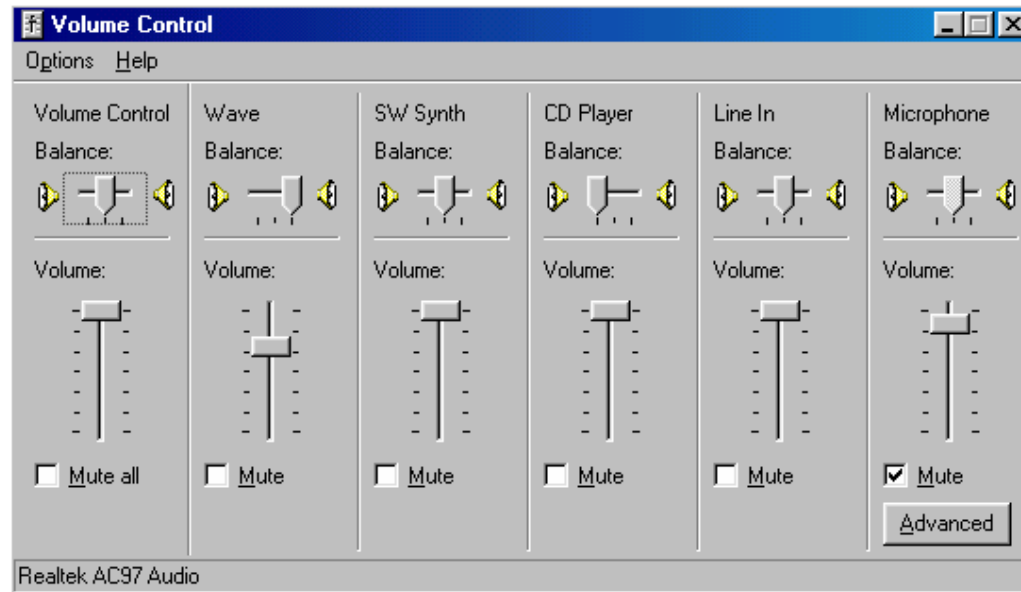 Volume Control
Options Help
Volume Control Wave SW Synth CD Player Line In Microphone
Balance: Balance: Balance: Balance: Balance: Balance:
Volume: Volume: Volume: Volume: Volume: Volume:
Mute all Mute Mute Mute Mute Mute
Advanced
Realtek AC97 Audio